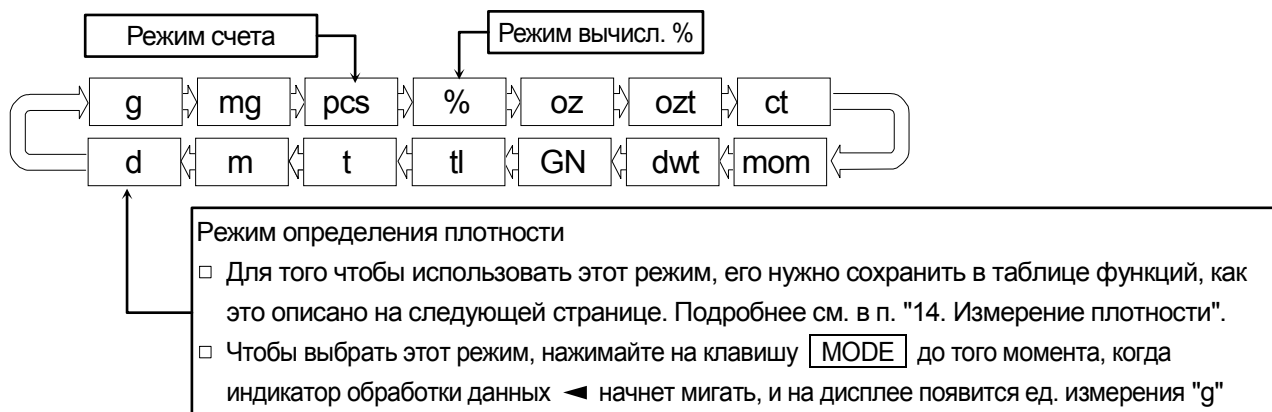 Режим счета
Режим вычисл. %
g mg pcs % oz ozt ct
d m t tl GN dwt mom
Режим определения плотности
□ Для того чтобы использовать этот режим, его нужно сохранить в таблице функций, как
это описано на следующей странице. Подробнее см. в п. "14. Измерение плотности".
□ Чтобы выбрать этот режим, нажимайте на клавишу MODE до того момента, когда
индикатор обработки данных ◄ начнет мигать, и на дисплее появится ед. измерения "g"